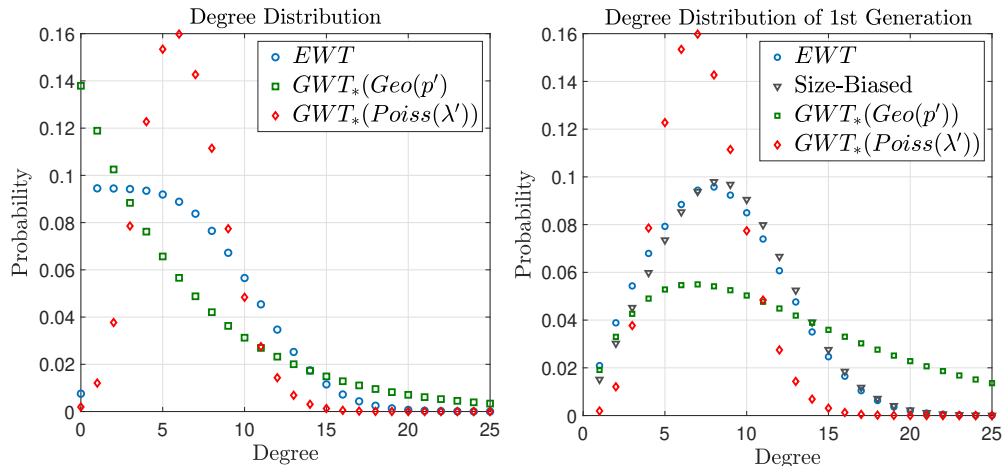 Degree Distribution
0.16
0.14
0.12
0.1
0.08
0.06
0.04
0.02
0
Probability
EWT
GWT∗(Geo(p′)
GWT∗(Poiss(λ′))
0 5 10 15 20 25
Degree
Degree Distribution of 1st Generation
0.16
0.14
0.12
0.1
0.08
0.06
0.04
0.02
0
Probability
EWT
Size-Biased
GWT∗(Geo(p′))
GWT∗(Poiss(λ′))
0 5 10 15 20 25
Degree